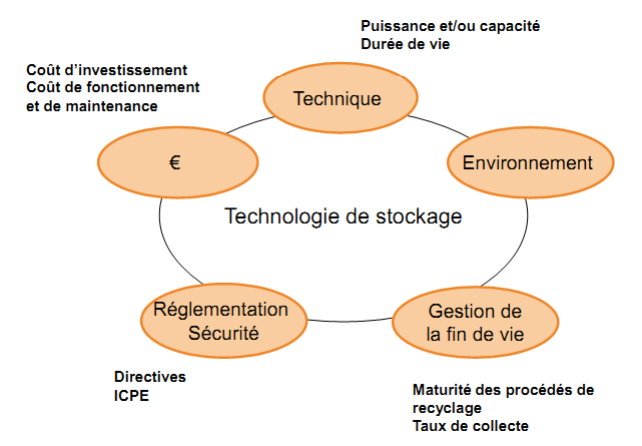 Puissance et/ou capacité
Durée de vie
Coût d’investissement
Coût de fonctionnement
et de maintenance
Technique
€
Environnement
Technologie de stockage
Réglementation
Sécurité
Gestion de
la fin de vie
Directives
ICPE
Maturité des procédés de
recyclage
Taux de collecte